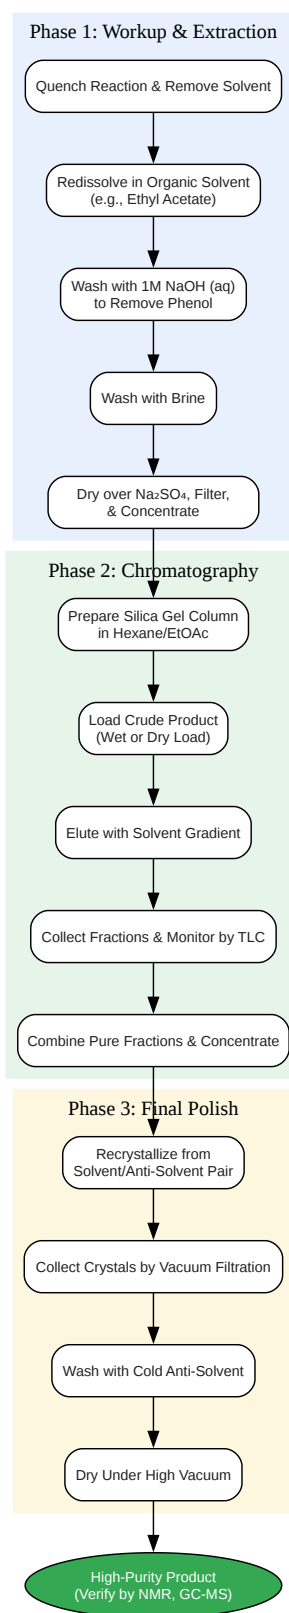 Phase 1: Workup & Extraction
Quench Reaction & Remove Solvent
Redissolve in Organic Solvent
(e.g., Ethyl Acetate)
Wash with 1M NaOH (aq)
to Remove Phenol
Wash with Brine
Dry over Na₂SO₄, Filter,
& Concentrate
Phase 2: Chromatography
Prepare Silica Gel Column
in Hexane/EtOAc
Load Crude Product
(Wet or Dry Load)
Elute with Solvent Gradient
Collect Fractions & Monitor by TLC
Combine Pure Fractions & Concentrate
Phase 3: Final Polish
Recrystallize from
Solvent/Anti-Solvent Pair
Collect Crystals by Vacuum Filtration
Wash with Cold Anti-Solvent
Dry Under High Vacuum
High-Purity Product
(Verify by NMR, GC-MS)